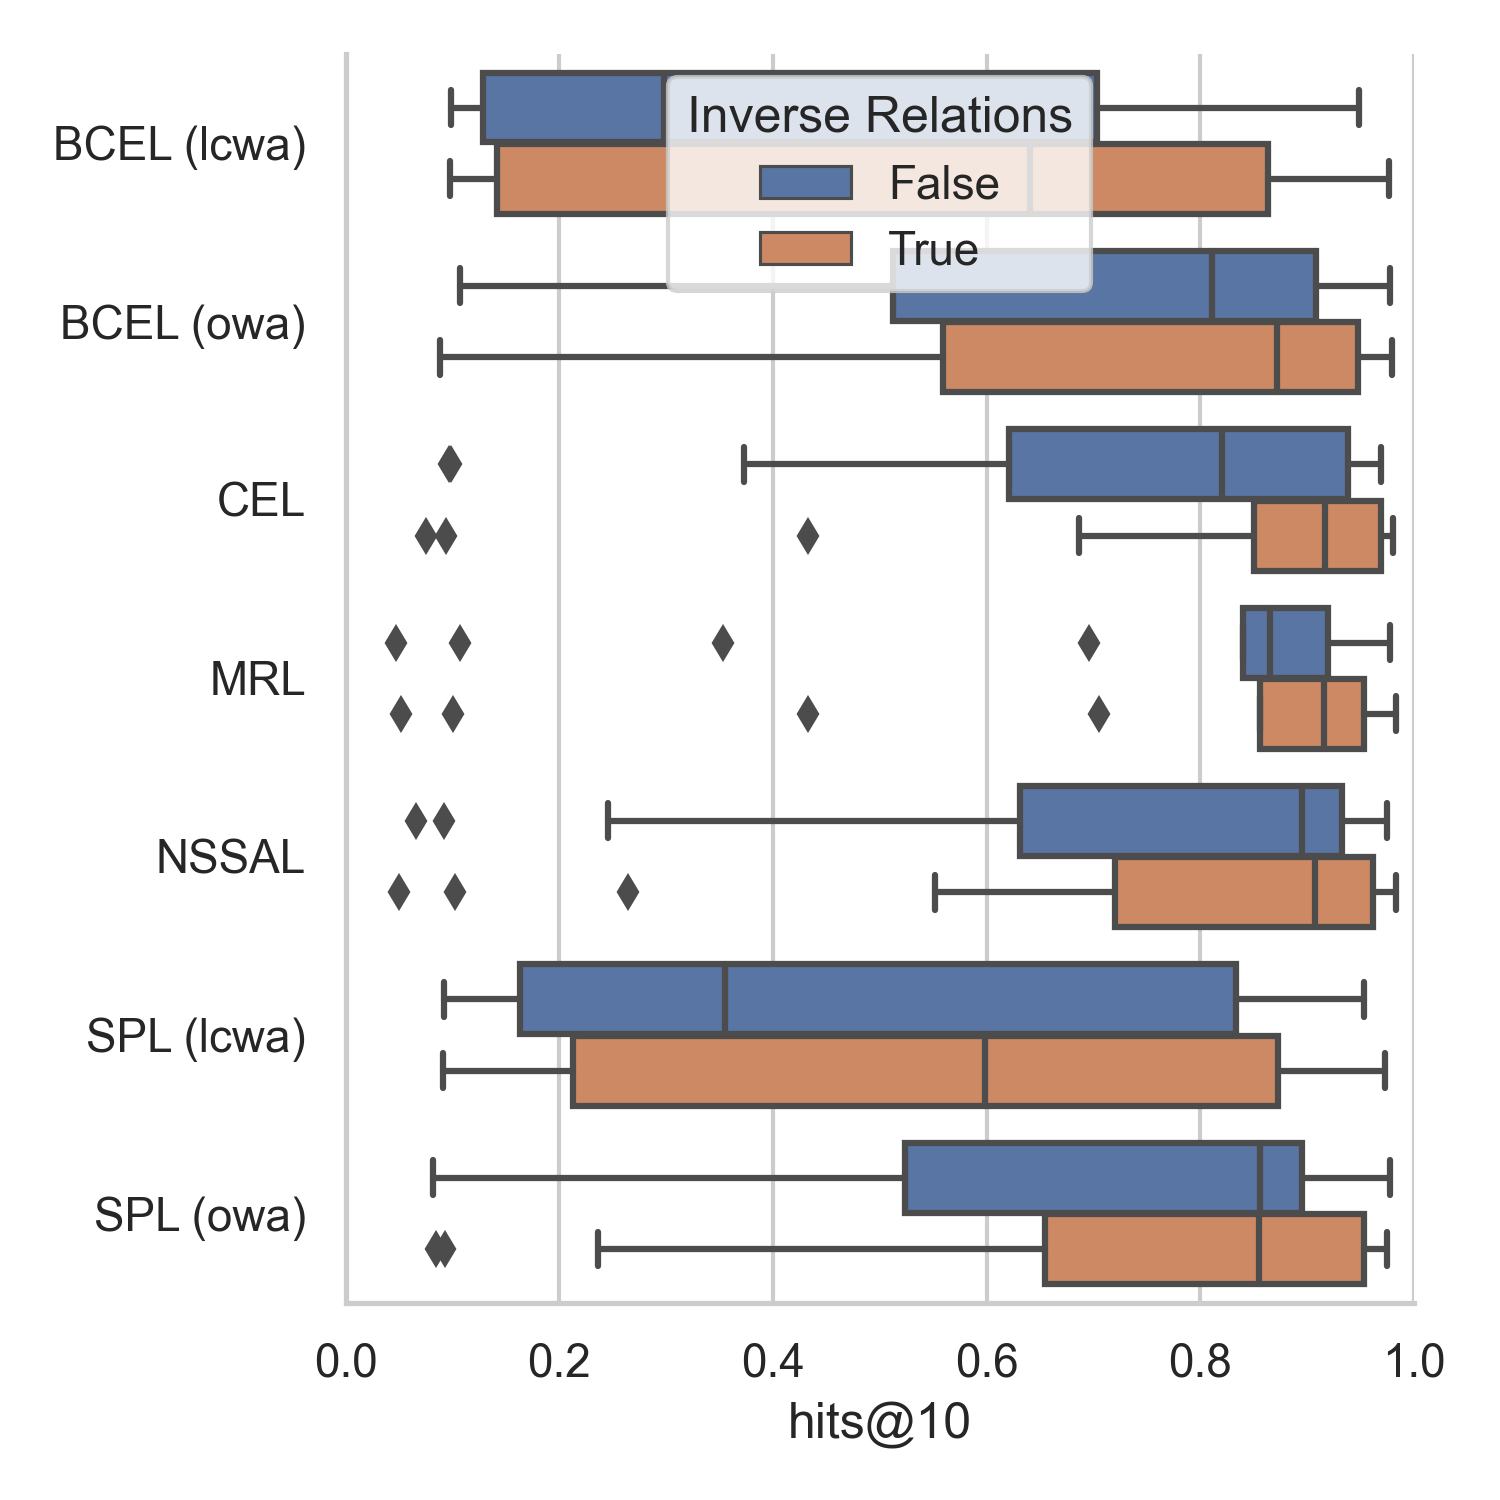 Inverse Relations
False
True
BCEL (lcwa)
BCEL (owa)
CEL
MRL
NSSAL
SPL (lcwa)
SPL (owa)
0.0 0.2 0.4 0.6 0.8 1.0
hits@10